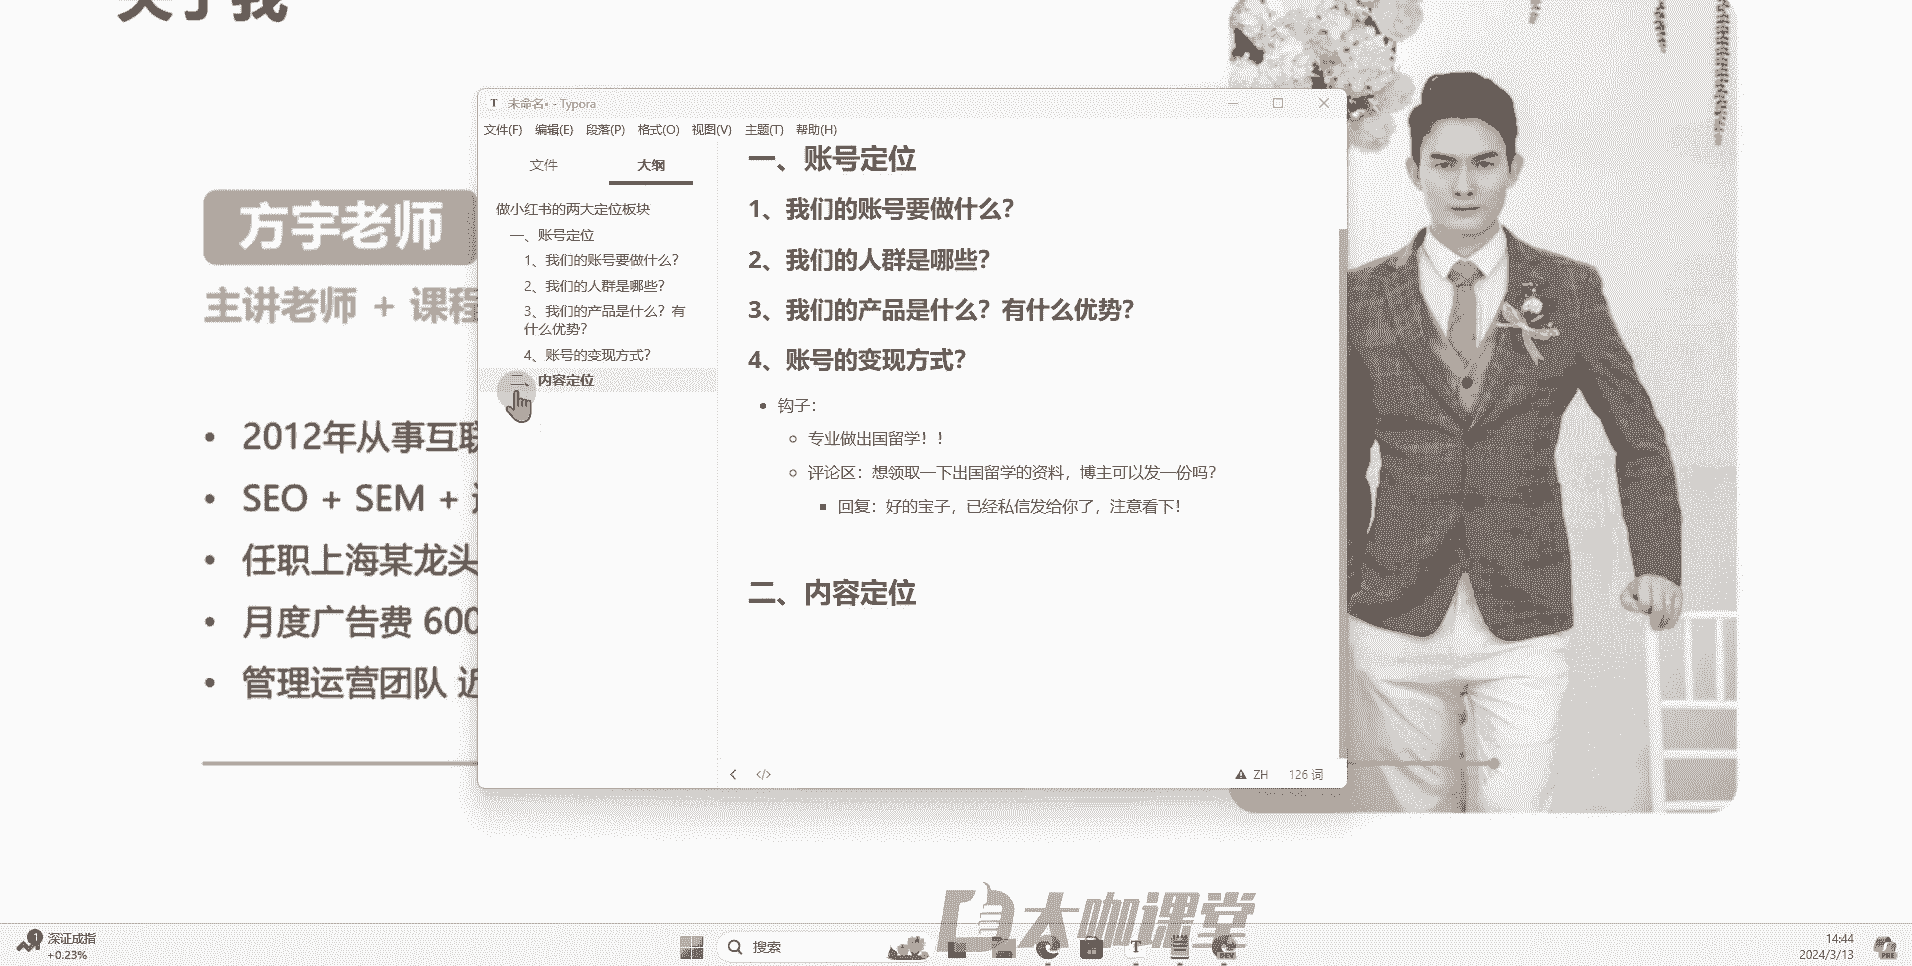 关于我
方宇老师
主讲老师 + 课程
2012年从事互联
SEO + SEM +
任职上海某龙头
月度广告费 600
管理运营团队 近
T 未命名• - Typora
文件(F) 编辑(E) 段落(P) 格式(O) 视图(V) 主题(T) 帮助(H)
文件 大纲
做小红书的两大定位板块
一、账号定位
1、我们的账号要做什么？
2、我们的人群是哪些？
3、我们的产品是什么？有
什么优势？
4、账号的变现方式？
二、内容定位
一、账号定位
1、我们的账号要做什么？
2、我们的人群是哪些？
3、我们的产品是什么？有什么优势？
4、账号的变现方式？
钩子：
专业做出国留学！！
评论区：想领取一下出国留学的资料，博主可以发一份吗？
回复：好的宝子，已经私信发给你了，注意看下！
二、内容定位
</> ZH 126 词
大咖课堂
1 深证成指
+0.23%
搜索
T
DEV
14:44
2024/3/13
PRE